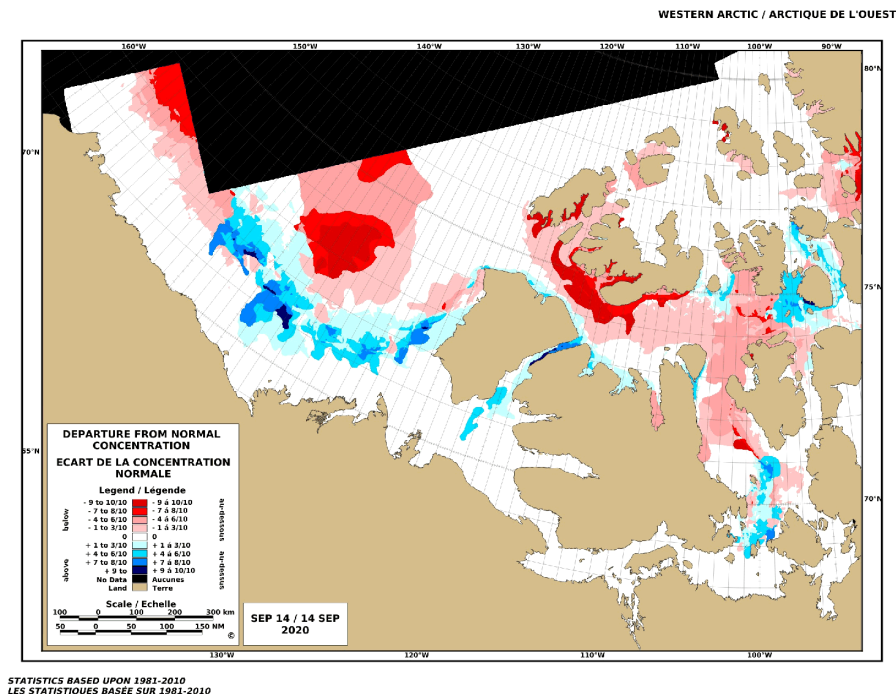 WESTERN ARCTIC / ARCTIQUE DE L'OUEST
160°W 150°W 140°W 130°W 120°W 110°W 100°W 90°W
80°N
70°N
75°N
65°N
70°N
DEPARTURE FROM NORMAL
CONCENTRATION
ECART DE LA CONCENTRATION
NORMALE
Legend / Légende
below
above
- 9 to 10/10 - 9 á 10/10
- 7 to 8/10 - 7 á 8/10
- 4 to 6/10 - 4 á 6/10
- 1 to 3/10 - 1 á 3/10
0 0
+ 1 to 3/10 + 1 á 3/10
+ 4 to 6/10 + 4 á 6/10
+ 7 to 8/10 + 7 á 8/10
+ 9 to + 9 á 10/10
No Data Aucunes
Land Terre
au-dessous
au-dessus
Scale / Echelle
100 0 100 200 300 km
50 0 50 100 150 NM
©
SEP 14 / 14 SEP
2020
130°W 120°W 110°W 100°W
STATISTICS BASED UPON 1981-2010
LES STATISTIQUES BASÉE SUR 1981-2010